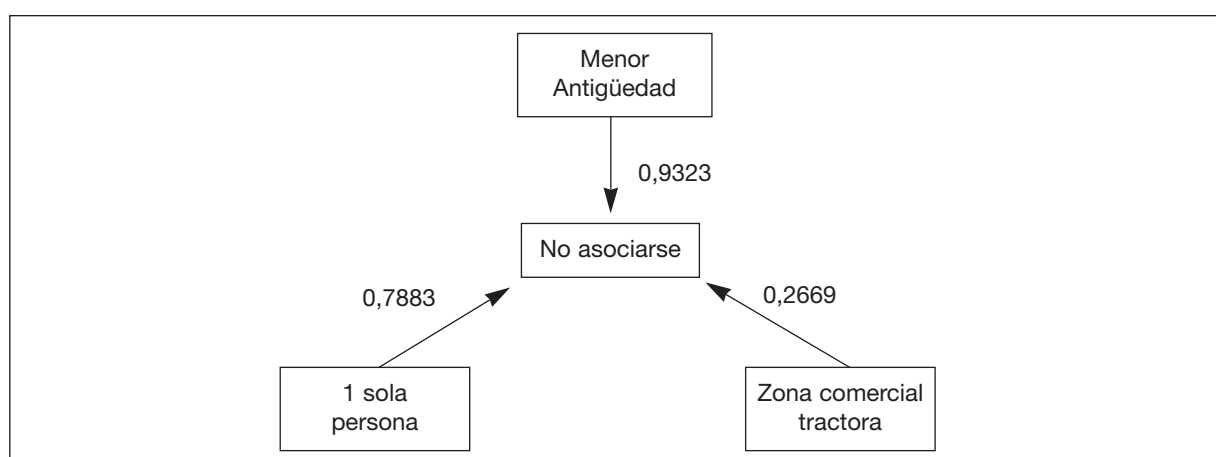 Menor
Antigüedad
0,9323
No asociarse
0,7883
0,2669
1 sola
persona
Zona comercial
tractora